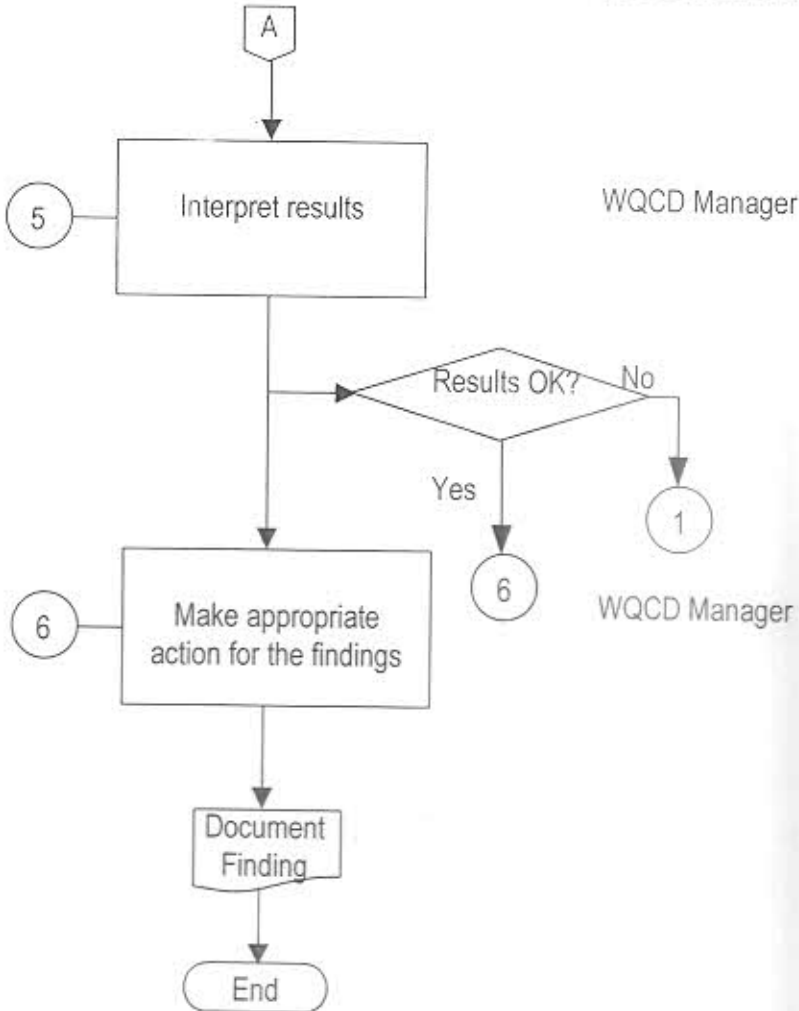 A
5
Interpret results
WQCD Manager
Results OK?
No
Yes
1
6
6
Make appropriate
action for the findings
WQCD Manager
Document
Finding
End